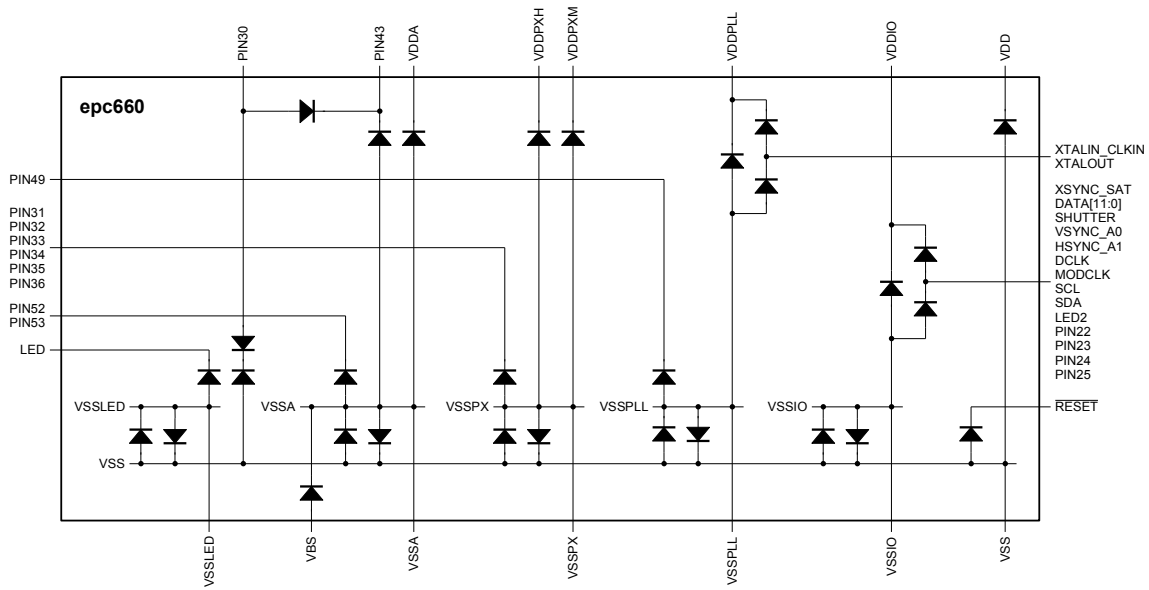 PIN30
PIN43
VDDA
VDDPXH
VDDPXM
VDDPLL
VDDIO
VDD
epc660
XTALIN_CLKIN
XTALOUT
PIN49
XSYNC_SAT
DATA[11:0]
SHUTTER
VSYNC_A0
HSYNC_A1
DCLK
MODCLK
SCL
SDA
LED2
PIN22
PIN23
PIN24
PIN25
PIN31
PIN32
PIN33
PIN34
PIN35
PIN36
PIN52
PIN53
LED
VSSLED
VSSA
VSSPX
VSSPLL
VSSIO
RESET
VSS
VSSLED
VBS
VSSA
VSSPX
VSSPLL
VSSIO
VSS